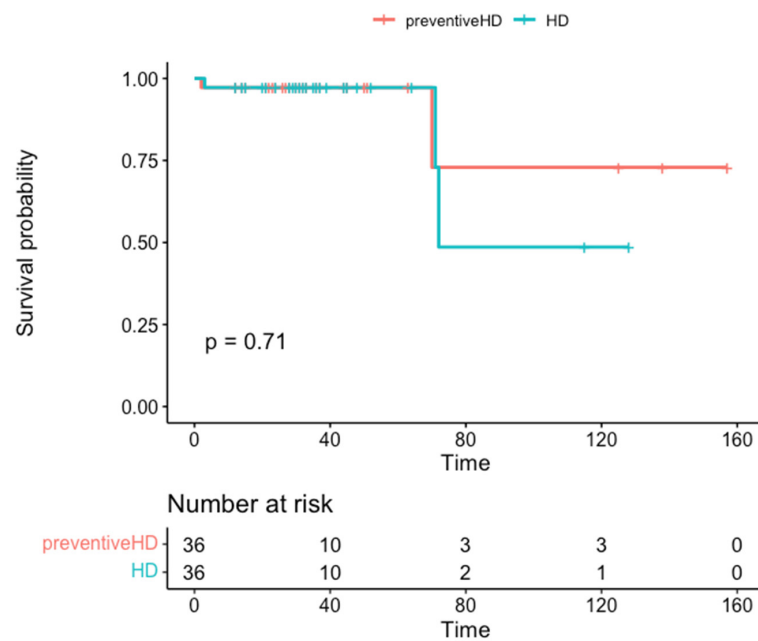 preventiveHD HD
Survival probability
1.00
0.75
0.50
0.25
0.00
p = 0.71
0 40 80 120 160
Time
Number at risk
preventiveHD 36 10 3 3 0
HD 36 10 2 1 0
0 40 80 120 160
Time